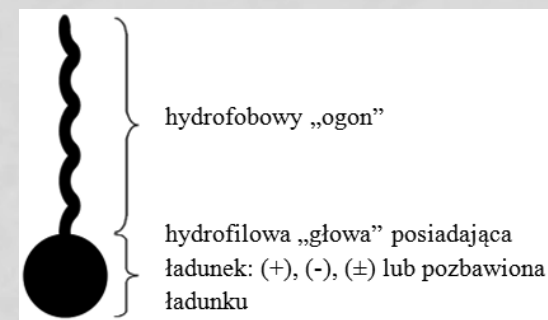 hydrofobowy „ogon”
hydrofilowa „głowa” posiadająca
ładunek: (+), (-), (±) lub pozbawiona
ładunku